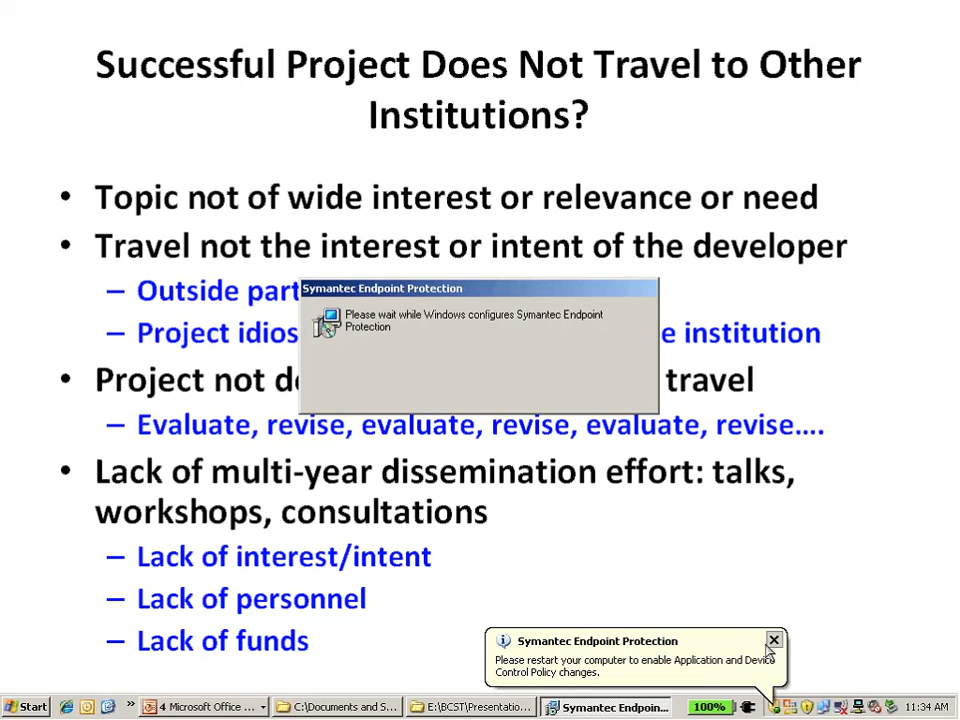 Successful Project Does Not Travel to Other
Institutions?
• Topic not of wide interest or relevance or need
• Travel not the interest or intent of the developer
– Outside
– Project
e institution
• Project not
travel
Symantec Endpoint Protection
Please wait while Windows configures Symantec Endpoint
Protection
– Evaluate, revise, evaluate, revise, evaluate, revise….
• Lack of multi-year dissemination effort: talks,
workshops, consultations
– Lack of interest/intent
– Lack of personnel
– Lack of funds
Symantec Endpoint Protection
Please restart your computer to enable Application and Device
Control Policy changes.
Start
» 4 Microsoft Office ...
C:\Documents and S...
E:\BCST\Presentatio...
Symantec Endpoin...
100%
11:34 AM